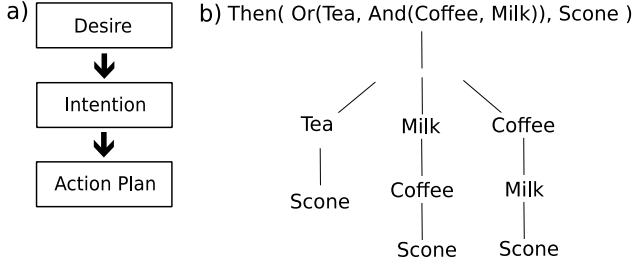 a)
Desire
Intention
Action Plan
b) Then( Or(Tea, And(Coffee, Milk)), Scone )
Tea
Scone
Milk
Coffee
Scone
Coffee
Milk
Scone